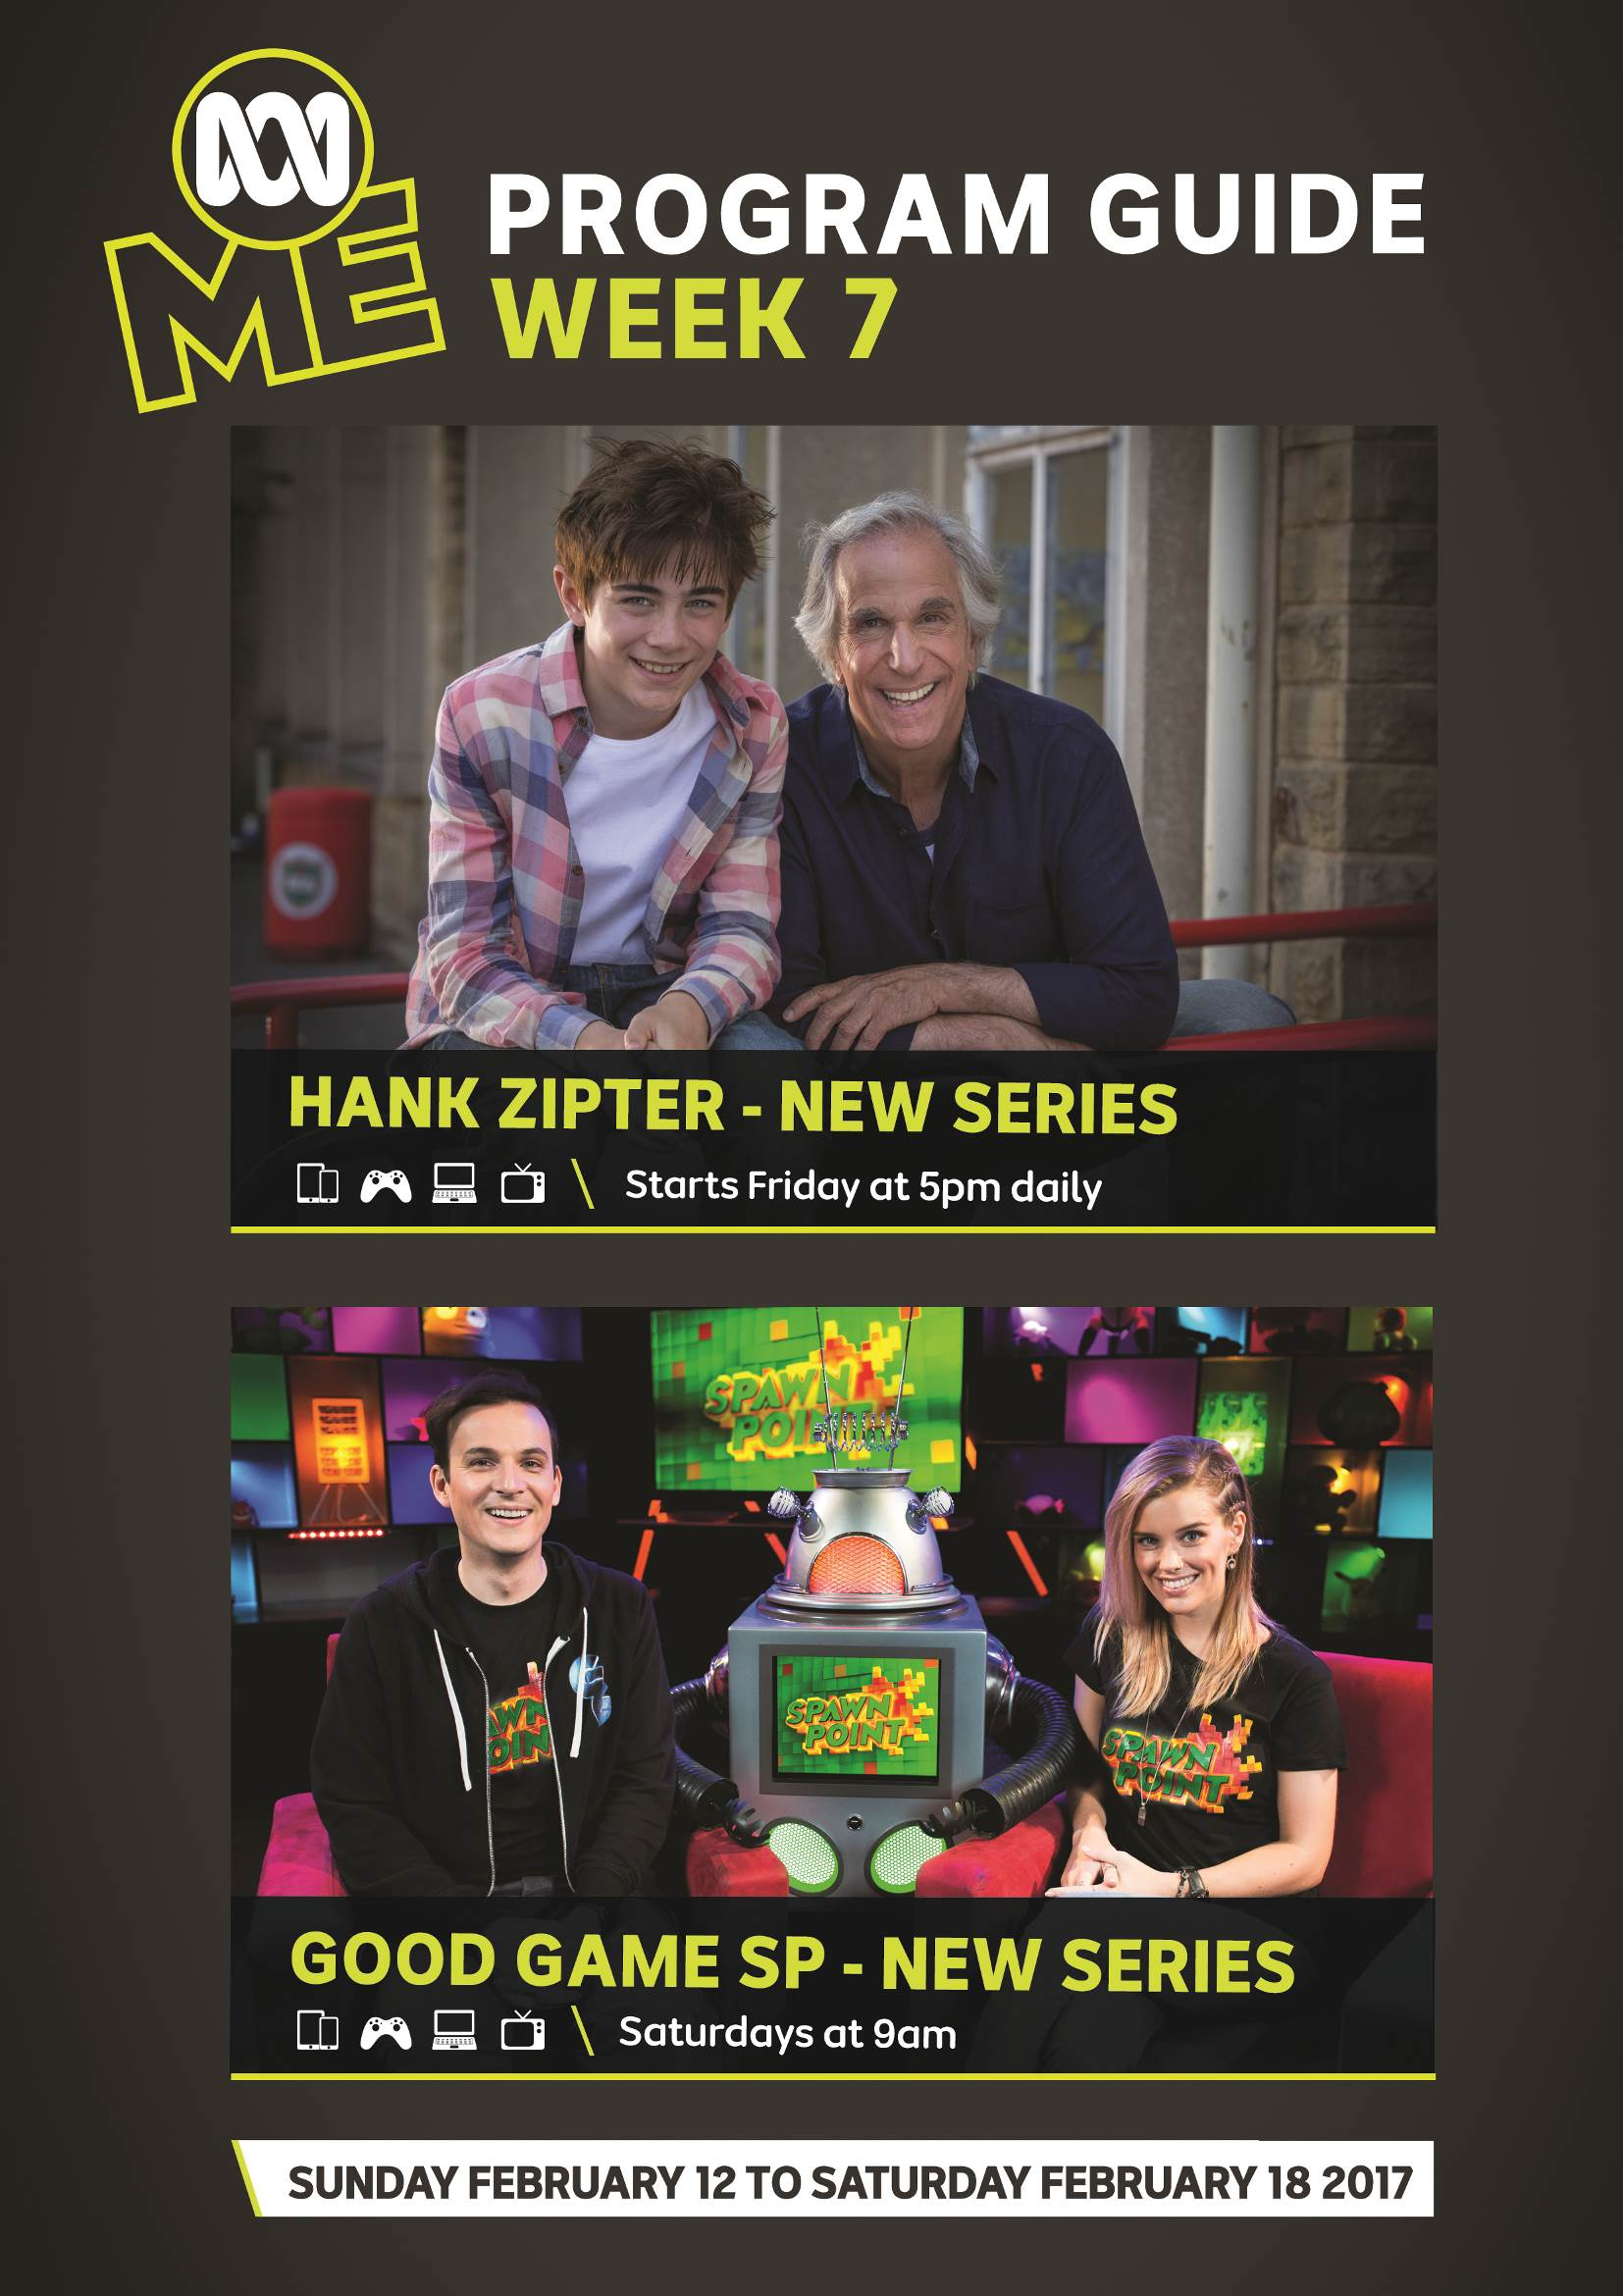 ME
PROGRAM GUIDE
WEEK 7
HANK ZIPTER - NEW SERIES
Starts Friday at 5pm daily
SPAWN
POINT
SPAWN
POINT
SPAWN
POINT
GOOD GAME SP - NEW SERIES
Saturdays at 9am
SUNDAY FEBRUARY 12 TO SATURDAY FEBRUARY 18 2017